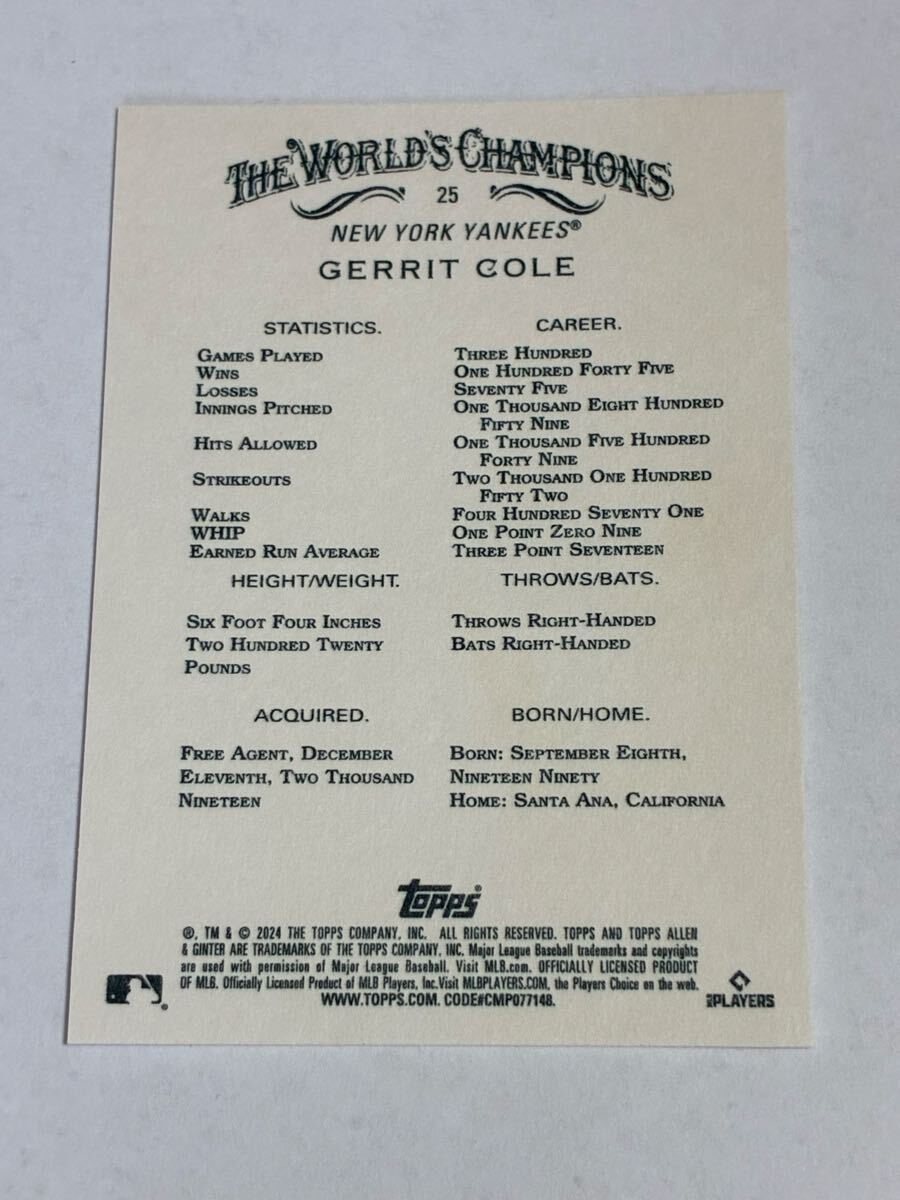 THE WORLD'S CHAMPIONS
25
NEW YORK YANKEES®
GERRIT COLE
STATISTICS. CAREER.
GAMES PLAYED THREE HUNDRED
WINS ONE HUNDRED FORTY FIVE
LOSSES SEVENTY FIVE
INNINGS PITCHED ONE THOUSAND EIGHT HUNDRED
FIFTY NINE
HITS ALLOWED ONE THOUSAND FIVE HUNDRED
FORTY NINE
STRIKEOUTS TWO THOUSAND ONE HUNDRED
FIFTY TWO
WALKS FOUR HUNDRED SEVENTY ONE
WHIP ONE POINT ZERO NINE
EARNED RUN AVERAGE THREE POINT SEVENTEEN
HEIGHT/WEIGHT. THROWS/BATS.
SIX FOOT FOUR INCHES THROWS RIGHT-HANDED
TWO HUNDRED TWENTY BATS RIGHT-HANDED
POUNDS
ACQUIRED. BORN/HOME.
FREE AGENT, DECEMBER BORN: SEPTEMBER EIGHTH,
ELEVENTH, TWO THOUSAND NINETEEN NINETY
NINETEEN HOME: SANTA ANA, CALIFORNIA
topps®
®, TM & © 2024 THE TOPPS COMPANY, INC. ALL RIGHTS RESERVED. TOPPS AND TOPPS ALLEN
& GINTER ARE TRADEMARKS OF THE TOPPS COMPANY, INC. Major League Baseball trademarks and copyrights
are used with permission of Major League Baseball. Visit MLB.com. OFFICIALLY LICENSED PRODUCT
OF MLB. Officially Licensed Product of MLB Players, Inc.Visit MLBPLAYERS.COM, the Players Choice on the web.
WWW.TOPPS.COM. CODE#CMP077148.
MLB PLAYERS